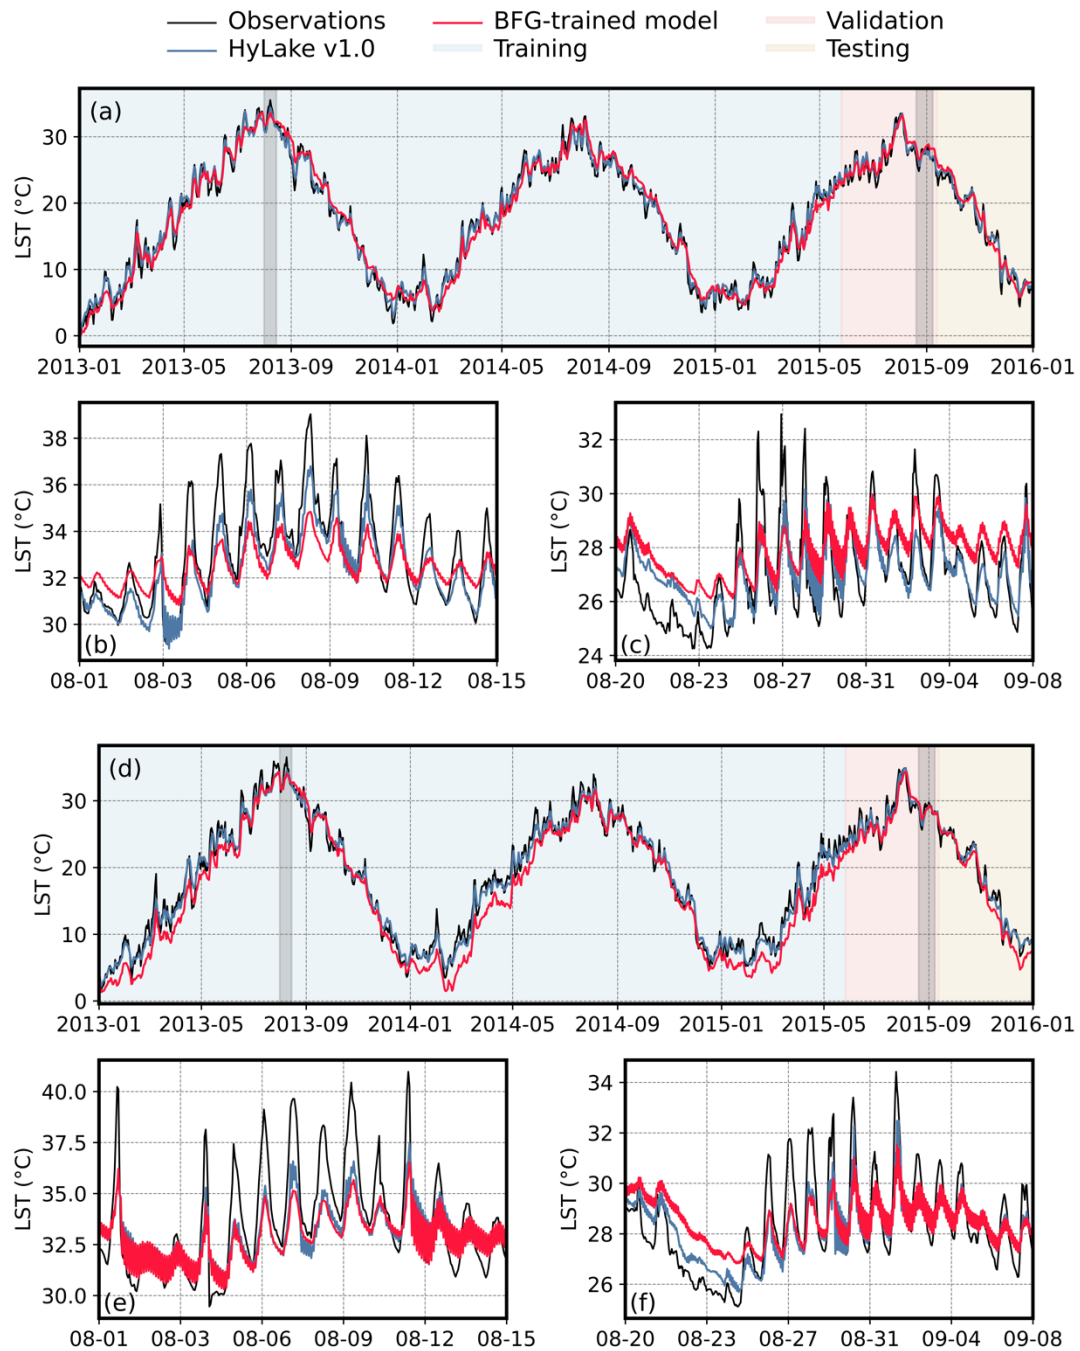 Observations BFG-trained model Validation
HyLake v1.0 Training Testing
(a)
LST (°C)
30
20
10
0
2013-01 2013-05 2013-09 2014-01 2014-05 2014-09 2015-01 2015-05 2015-09 2016-01
(b)
LST (°C)
38
36
34
32
30
08-01 08-03 08-06 08-09 08-12 08-15
(c)
LST (°C)
32
30
28
26
24
08-20 08-23 08-27 08-31 09-04 09-08
(d)
LST (°C)
30
20
10
0
2013-01 2013-05 2013-09 2014-01 2014-05 2014-09 2015-01 2015-05 2015-09 2016-01
(e)
LST (°C)
40.0
37.5
35.0
32.5
30.0
08-01 08-03 08-06 08-09 08-12 08-15
(f)
LST (°C)
34
32
30
28
26
08-20 08-23 08-27 08-31 09-04 09-08